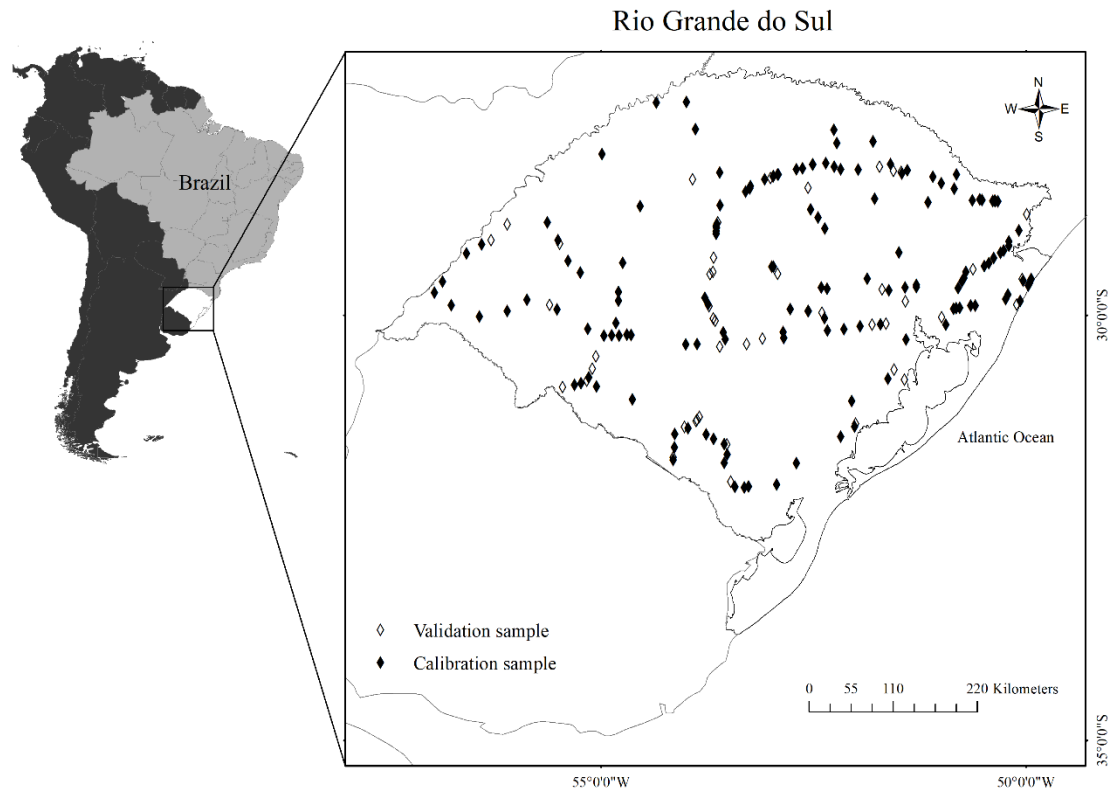 Rio Grande do Sul
Brazil
N
W E
S
30°0'0"S
Atlantic Ocean
Validation sample
Calibration sample
0 55 110 220 Kilometers
35°0'0"S
55°0'0"W 50°0'0"W